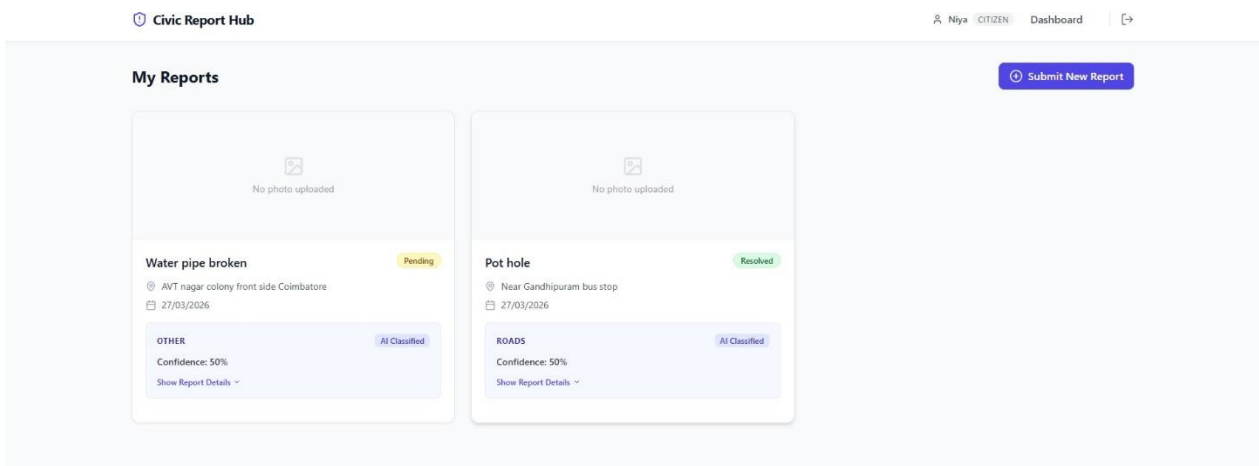 Civic Report Hub
Niya CITIZEN Dashboard
My Reports
Submit New Report
No photo uploaded
Water pipe broken
Pending
AVT nagar colony front side Coimbatore
27/03/2026
OTHER
AI Classified
Confidence: 50%
Show Report Details
No photo uploaded
Pot hole
Resolved
Near Gandhipuram bus stop
27/03/2026
ROADS
AI Classified
Confidence: 50%
Show Report Details